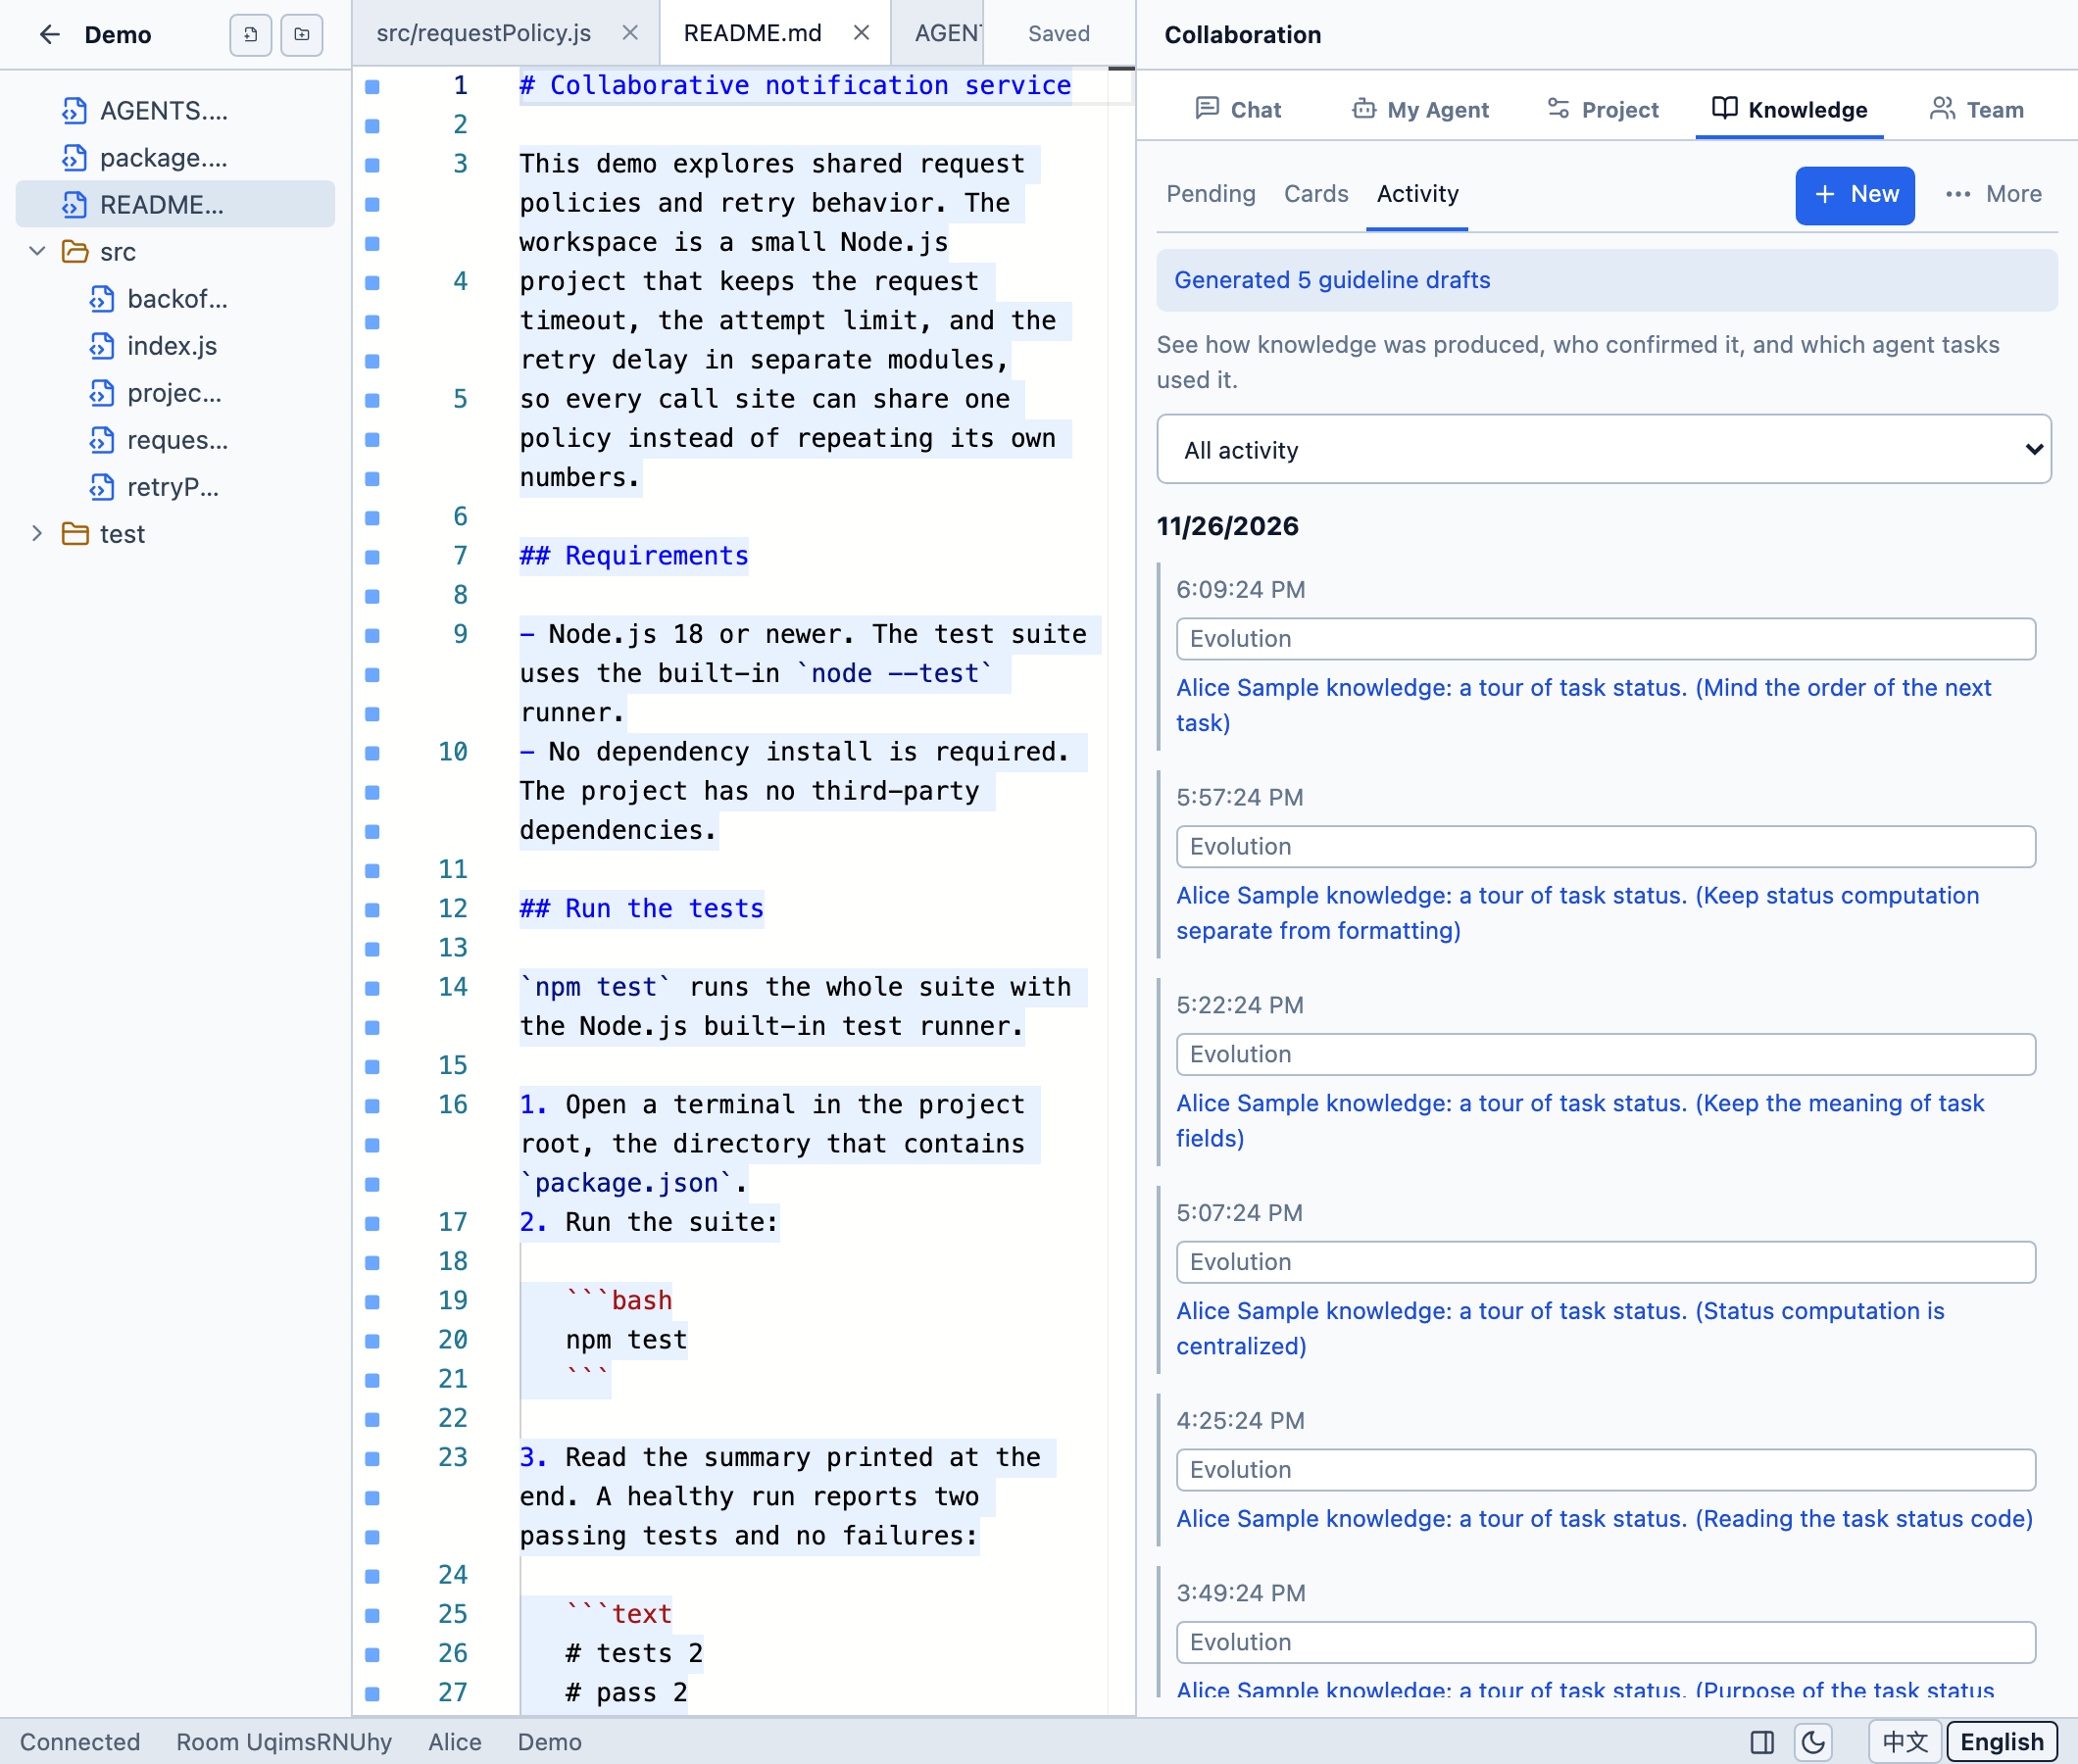 Demo
AGENTS....
package....
README...
src
backof...
index.js
projec...
reques...
retryP...
test
src/requestPolicy.js
README.md
AGEN
Saved
1 # Collaborative notification service
2
3 This demo explores shared request
policies and retry behavior. The
workspace is a small Node.js
4 project that keeps the request
timeout, the attempt limit, and the
retry delay in separate modules,
5 so every call site can share one
policy instead of repeating its own
numbers.
6
7 ## Requirements
8
9 - Node.js 18 or newer. The test suite
uses the built-in `node --test`
runner.
10 - No dependency install is required.
The project has no third-party
dependencies.
11
12 ## Run the tests
13
14 `npm test` runs the whole suite with
the Node.js built-in test runner.
15
16 1. Open a terminal in the project
root, the directory that contains
`package.json`.
17 2. Run the suite:
18
19 ```bash
20 npm test
21 ```
22
23 3. Read the summary printed at the
end. A healthy run reports two
passing tests and no failures:
24
25 ```text
26 # tests 2
27 # pass 2
Collaboration
Chat
My Agent
Project
Knowledge
Team
Pending
Cards
Activity
+ New
··· More
Generated 5 guideline drafts
See how knowledge was produced, who confirmed it, and which agent tasks
used it.
All activity
11/26/2026
6:09:24 PM
Evolution
Alice Sample knowledge: a tour of task status. (Mind the order of the next
task)
5:57:24 PM
Evolution
Alice Sample knowledge: a tour of task status. (Keep status computation
separate from formatting)
5:22:24 PM
Evolution
Alice Sample knowledge: a tour of task status. (Keep the meaning of task
fields)
5:07:24 PM
Evolution
Alice Sample knowledge: a tour of task status. (Status computation is
centralized)
4:25:24 PM
Evolution
Alice Sample knowledge: a tour of task status. (Reading the task status code)
3:49:24 PM
Evolution
Alice Sample knowledge: a tour of task status. (Purpose of the task status
Connected
Room UqimsRNUhy
Alice
Demo
中文
English